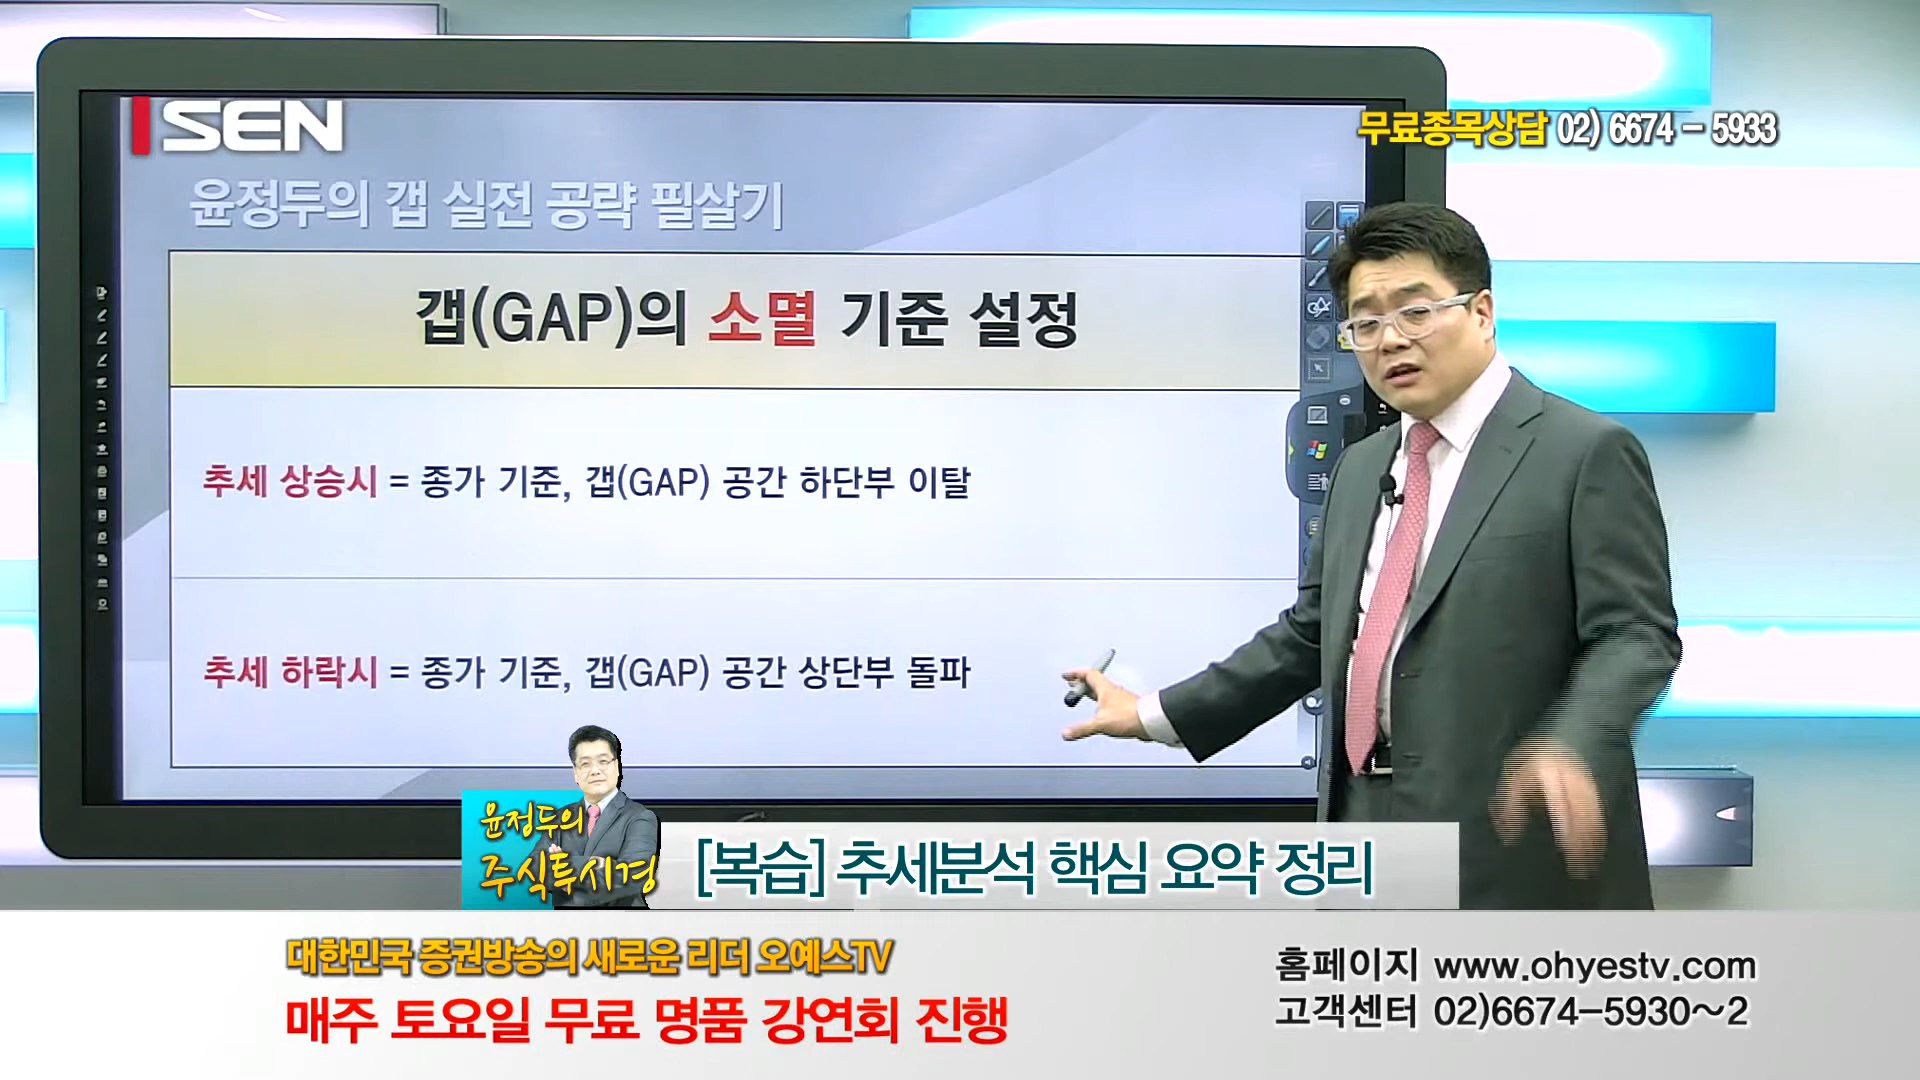 SEN
무료종목상담 02) 6674 - 5933
윤정두의 갭 실전 공략 필살기
갭(GAP)의 소멸 기준 설정
추세 상승시 = 종가 기준, 갭(GAP) 공간 하단부 이탈
추세 하락시 = 종가 기준, 갭(GAP) 공간 상단부 돌파
윤정두의
주식투시경
[복습] 추세분석 핵심 요약 정리
대한민국 증권방송의 새로운 리더 오예스TV
매주 토요일 무료 명품 강연회 진행
홈페이지 www.ohyestv.com
고객센터 02)6674-5930~2